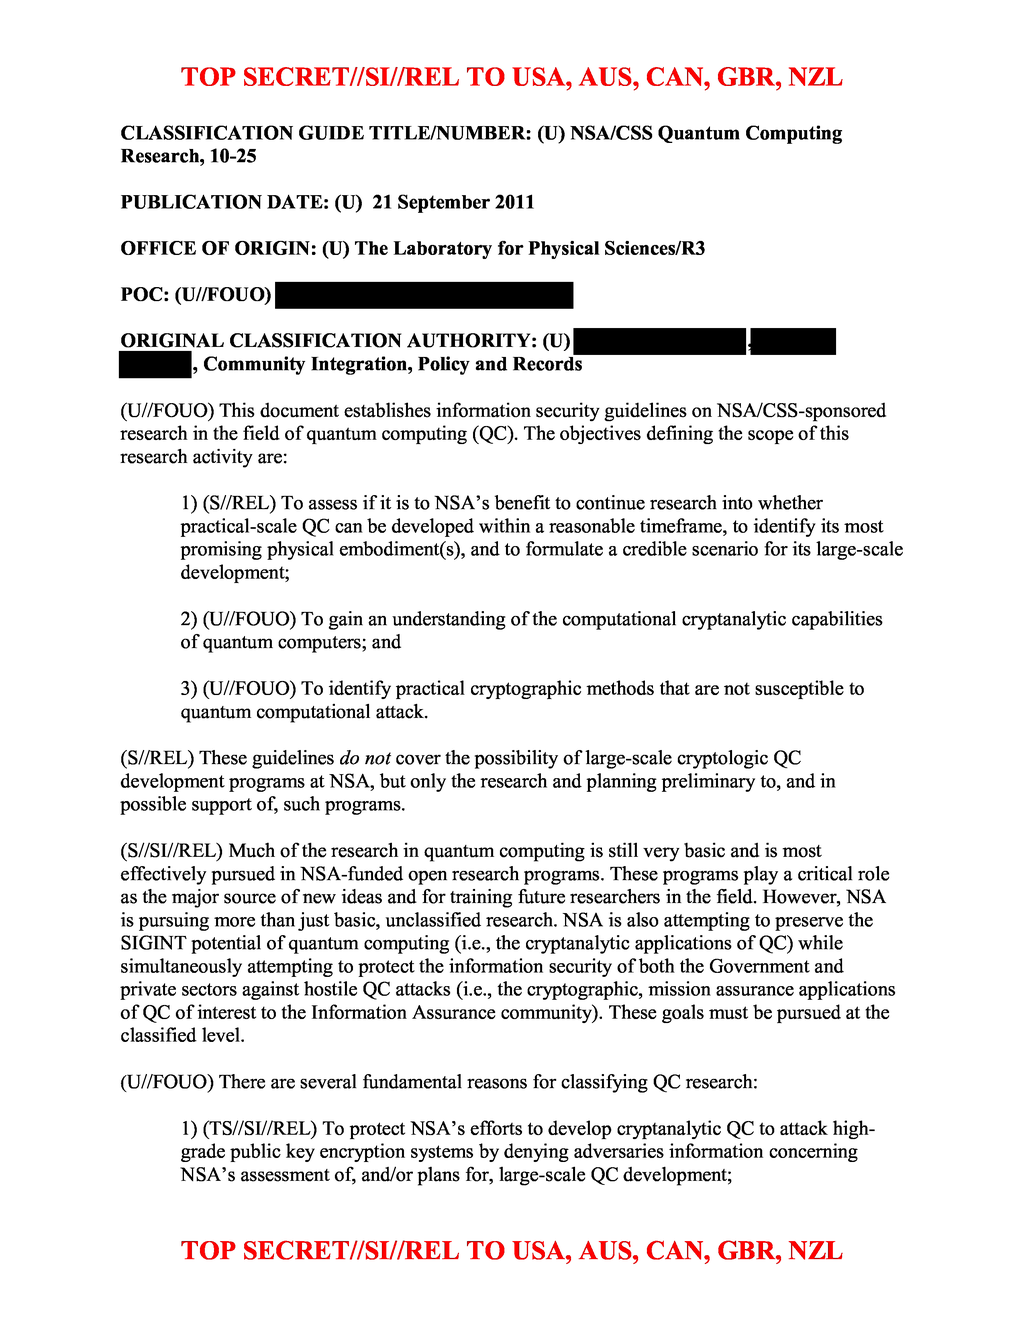 TOP SECRET//SI//REL TO USA, AUS, CAN, GBR, NZL
CLASSIFICATION GUIDE TITLE/NUMBER: (U) NSA/CSS Quantum Computing
Research, 10-25
PUBLICATION DATE: (U) 21 September 2011
OFFICE OF ORIGIN: (U) The Laboratory for Physical Sciences/R3
POC: (U//FOUO)
ORIGINAL CLASSIFICATION AUTHORITY: (U) ,
, Community Integration, Policy and Records
(U//FOUO) This document establishes information security guidelines on NSA/CSS-sponsored
research in the field of quantum computing (QC). The objectives defining the scope of this
research activity are:
1) (S//REL) To assess if it is to NSA's benefit to continue research into whether
practical-scale QC can be developed within a reasonable timeframe, to identify its most
promising physical embodiment(s), and to formulate a credible scenario for its large-scale
development;
2) (U//FOUO) To gain an understanding of the computational cryptanalytic capabilities
of quantum computers; and
3) (U//FOUO) To identify practical cryptographic methods that are not susceptible to
quantum computational attack.
(S//REL) These guidelines do not cover the possibility of large-scale cryptologic QC
development programs at NSA, but only the research and planning preliminary to, and in
possible support of, such programs.
(S//SI//REL) Much of the research in quantum computing is still very basic and is most
effectively pursued in NSA-funded open research programs. These programs play a critical role
as the major source of new ideas and for training future researchers in the field. However, NSA
is pursuing more than just basic, unclassified research. NSA is also attempting to preserve the
SIGINT potential of quantum computing (i.e., the cryptanalytic applications of QC) while
simultaneously attempting to protect the information security of both the Government and
private sectors against hostile QC attacks (i.e., the cryptographic, mission assurance applications
of QC of interest to the Information Assurance community). These goals must be pursued at the
classified level.
(U//FOUO) There are several fundamental reasons for classifying QC research:
1) (TS//SI//REL) To protect NSA's efforts to develop cryptanalytic QC to attack high-
grade public key encryption systems by denying adversaries information concerning
NSA's assessment of, and/or plans for, large-scale QC development;
TOP SECRET//SI//REL TO USA, AUS, CAN, GBR, NZL